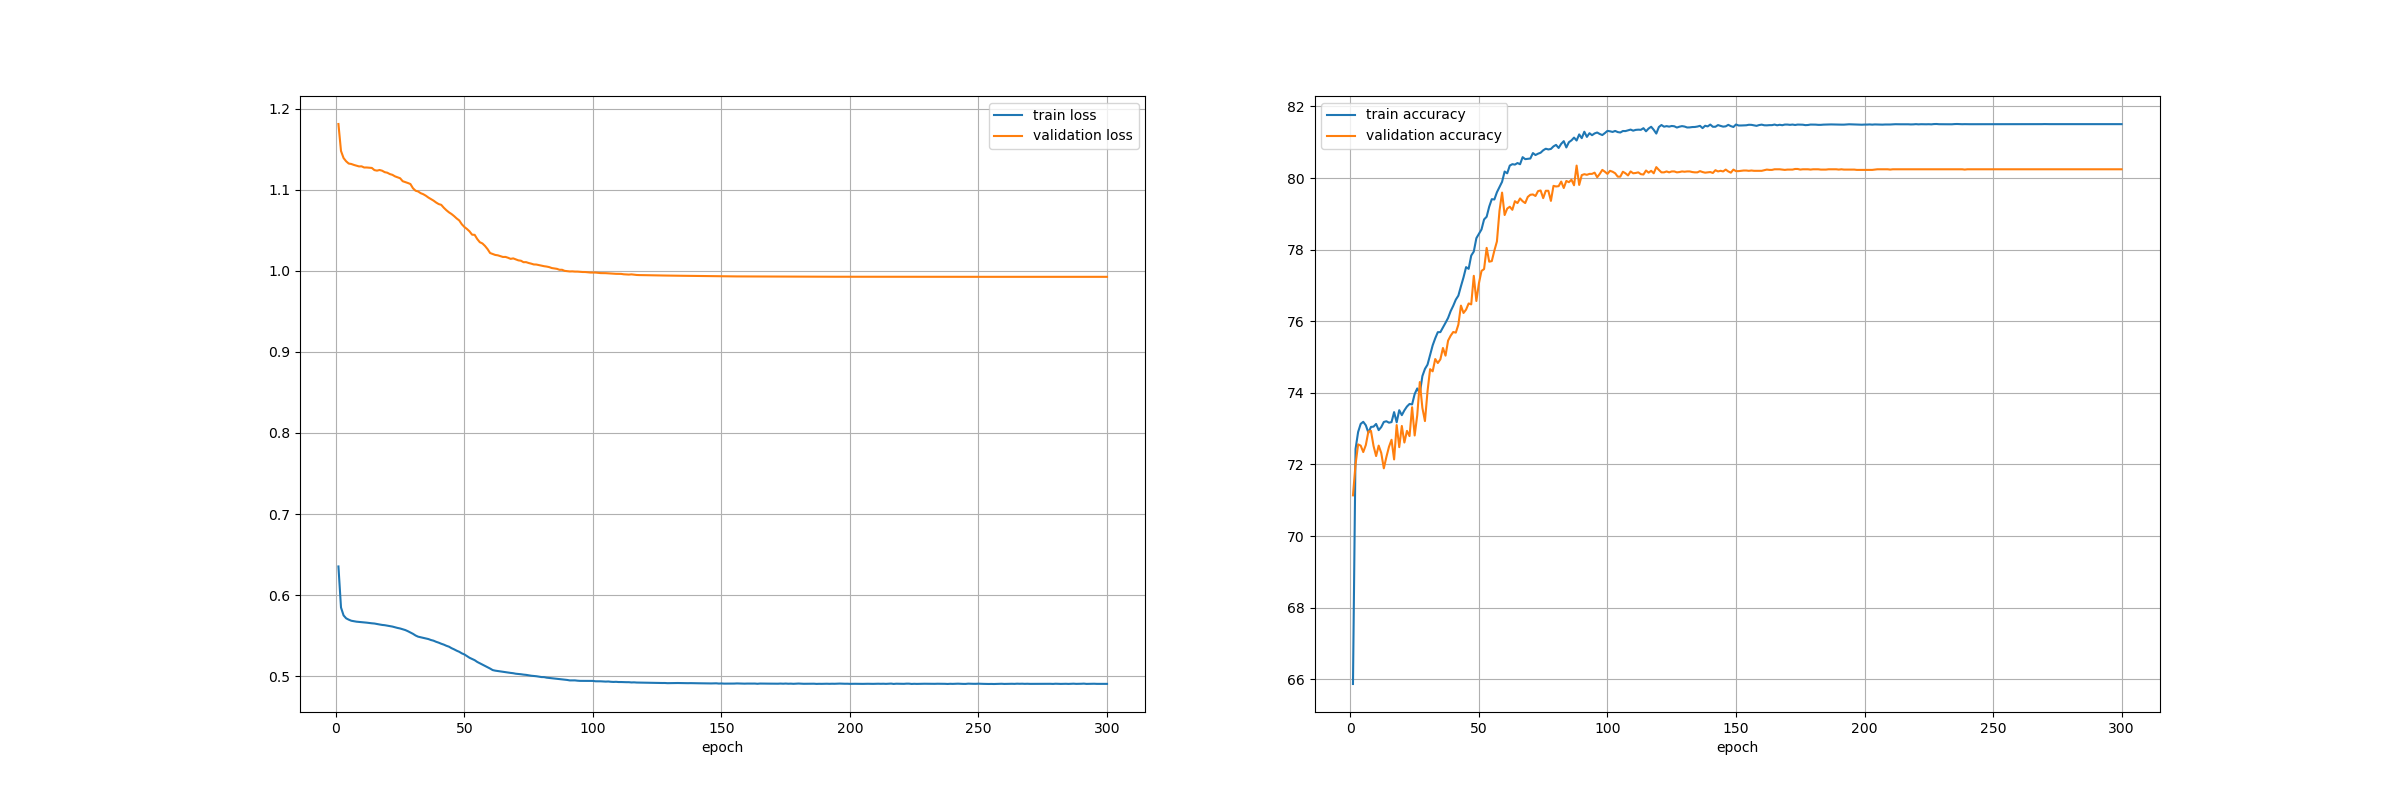 1.2
1.1
1.0
0.9
0.8
0.7
0.6
0.5
0 50 100 150 200 250 300
epoch
train loss
validation loss
82
80
78
76
74
72
70
68
66
0 50 100 150 200 250 300
epoch
train accuracy
validation accuracy